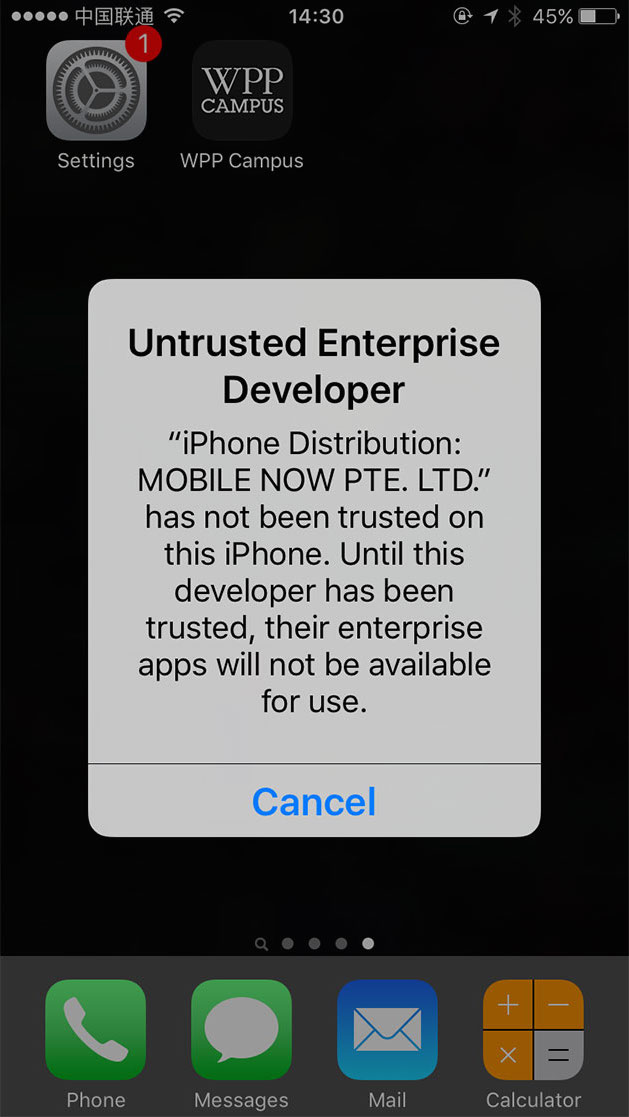 中国联通 14:30 45%
1
WPP
CAMPUS
Settings WPP Campus
Untrusted Enterprise
Developer
“iPhone Distribution:
MOBILE NOW PTE. LTD.”
has not been trusted on
this iPhone. Until this
developer has been
trusted, their enterprise
apps will not be available
for use.
Cancel
Phone Messages Mail Calculator